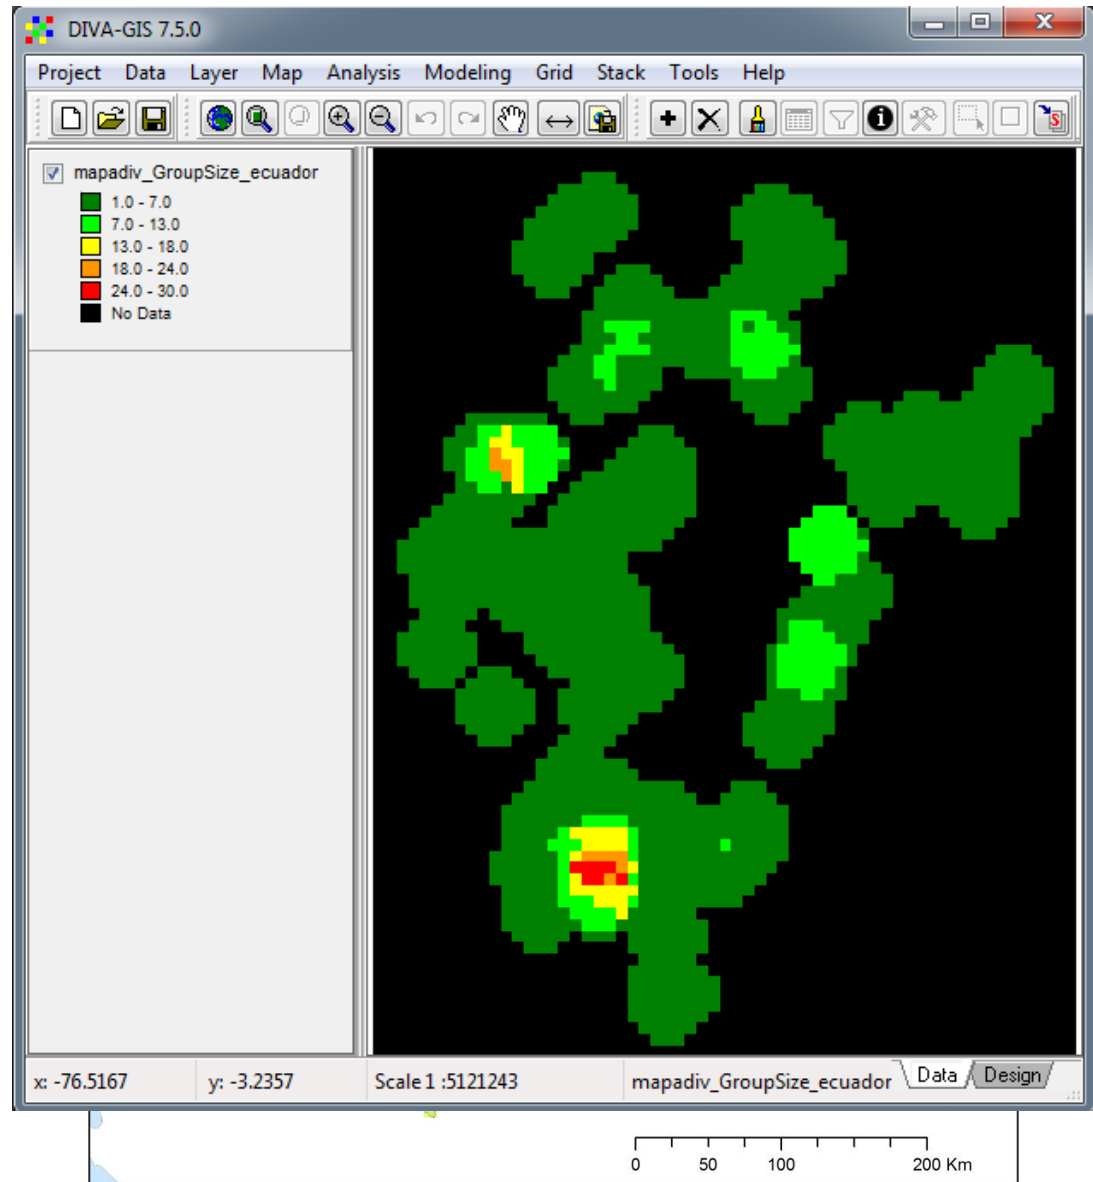 DIVA-GIS 7.5.0
Project Data Layer Map Analysis Modeling Grid Stack Tools Help
mapadiv_GroupSize_ecuador
1.0 - 7.0
7.0 - 13.0
13.0 - 18.0
18.0 - 24.0
24.0 - 30.0
No Data
x: -76.5167 y: -3.2357 Scale 1 :5121243 mapadiv_GroupSize_ecuador Data Design
0 50 100 200 Km